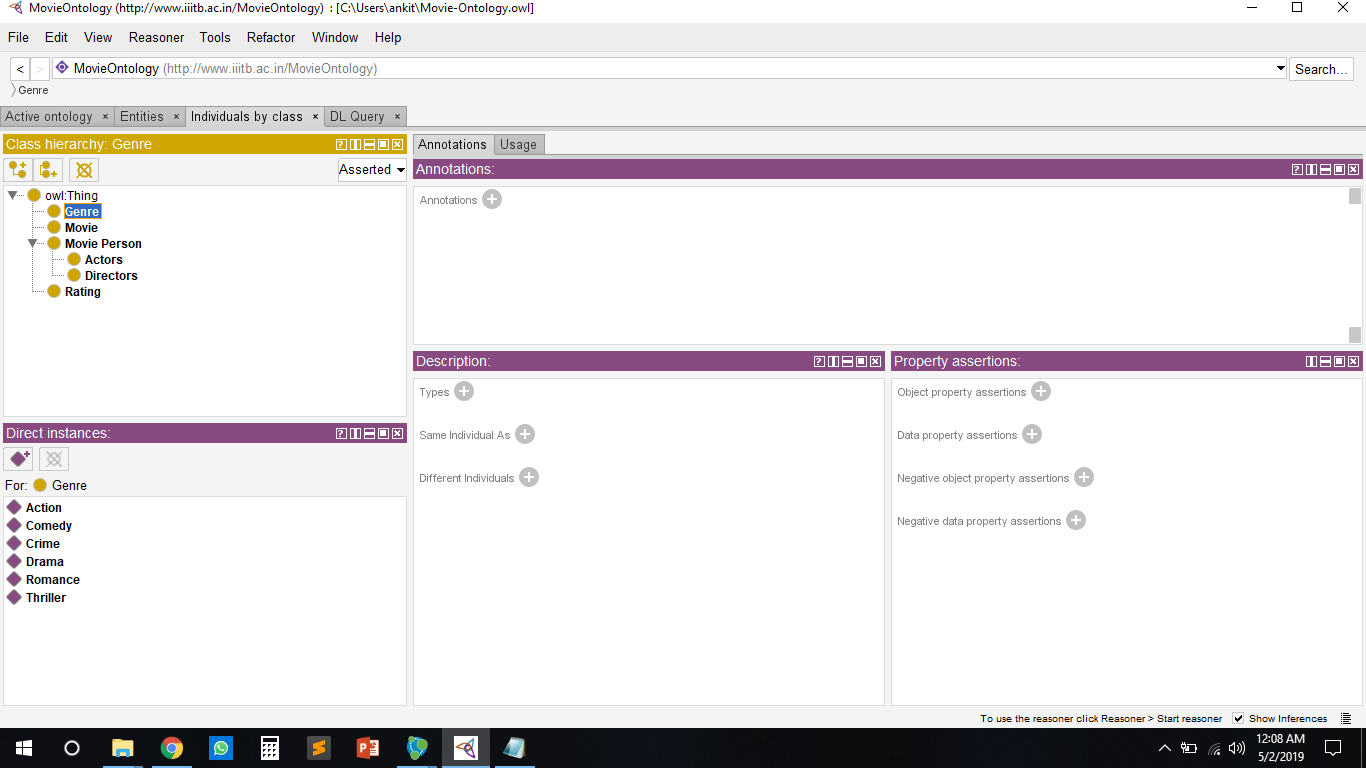 MovieOntology (http://www.iiitb.ac.in/MovieOntology) : [C:\Users\ankit\Movie-Ontology.owl]
File Edit View Reasoner Tools Refactor Window Help
< > MovieOntology (http://www.iiitb.ac.in/MovieOntology) Search...
Genre
Active ontology × Entities × Individuals by class × DL Query ×
Class hierarchy: Genre
Asserted
owl:Thing
Genre
Movie
Movie Person
Actors
Directors
Rating
Direct instances:
For: Genre
Action
Comedy
Crime
Drama
Romance
Thriller
Annotations Usage
Annotations:
Annotations
Description:
Types
Same Individual As
Different Individuals
Property assertions:
Object property assertions
Data property assertions
Negative object property assertions
Negative data property assertions
To use the reasoner click Reasoner > Start reasoner Show Inferences
12:08 AM
5/2/2019